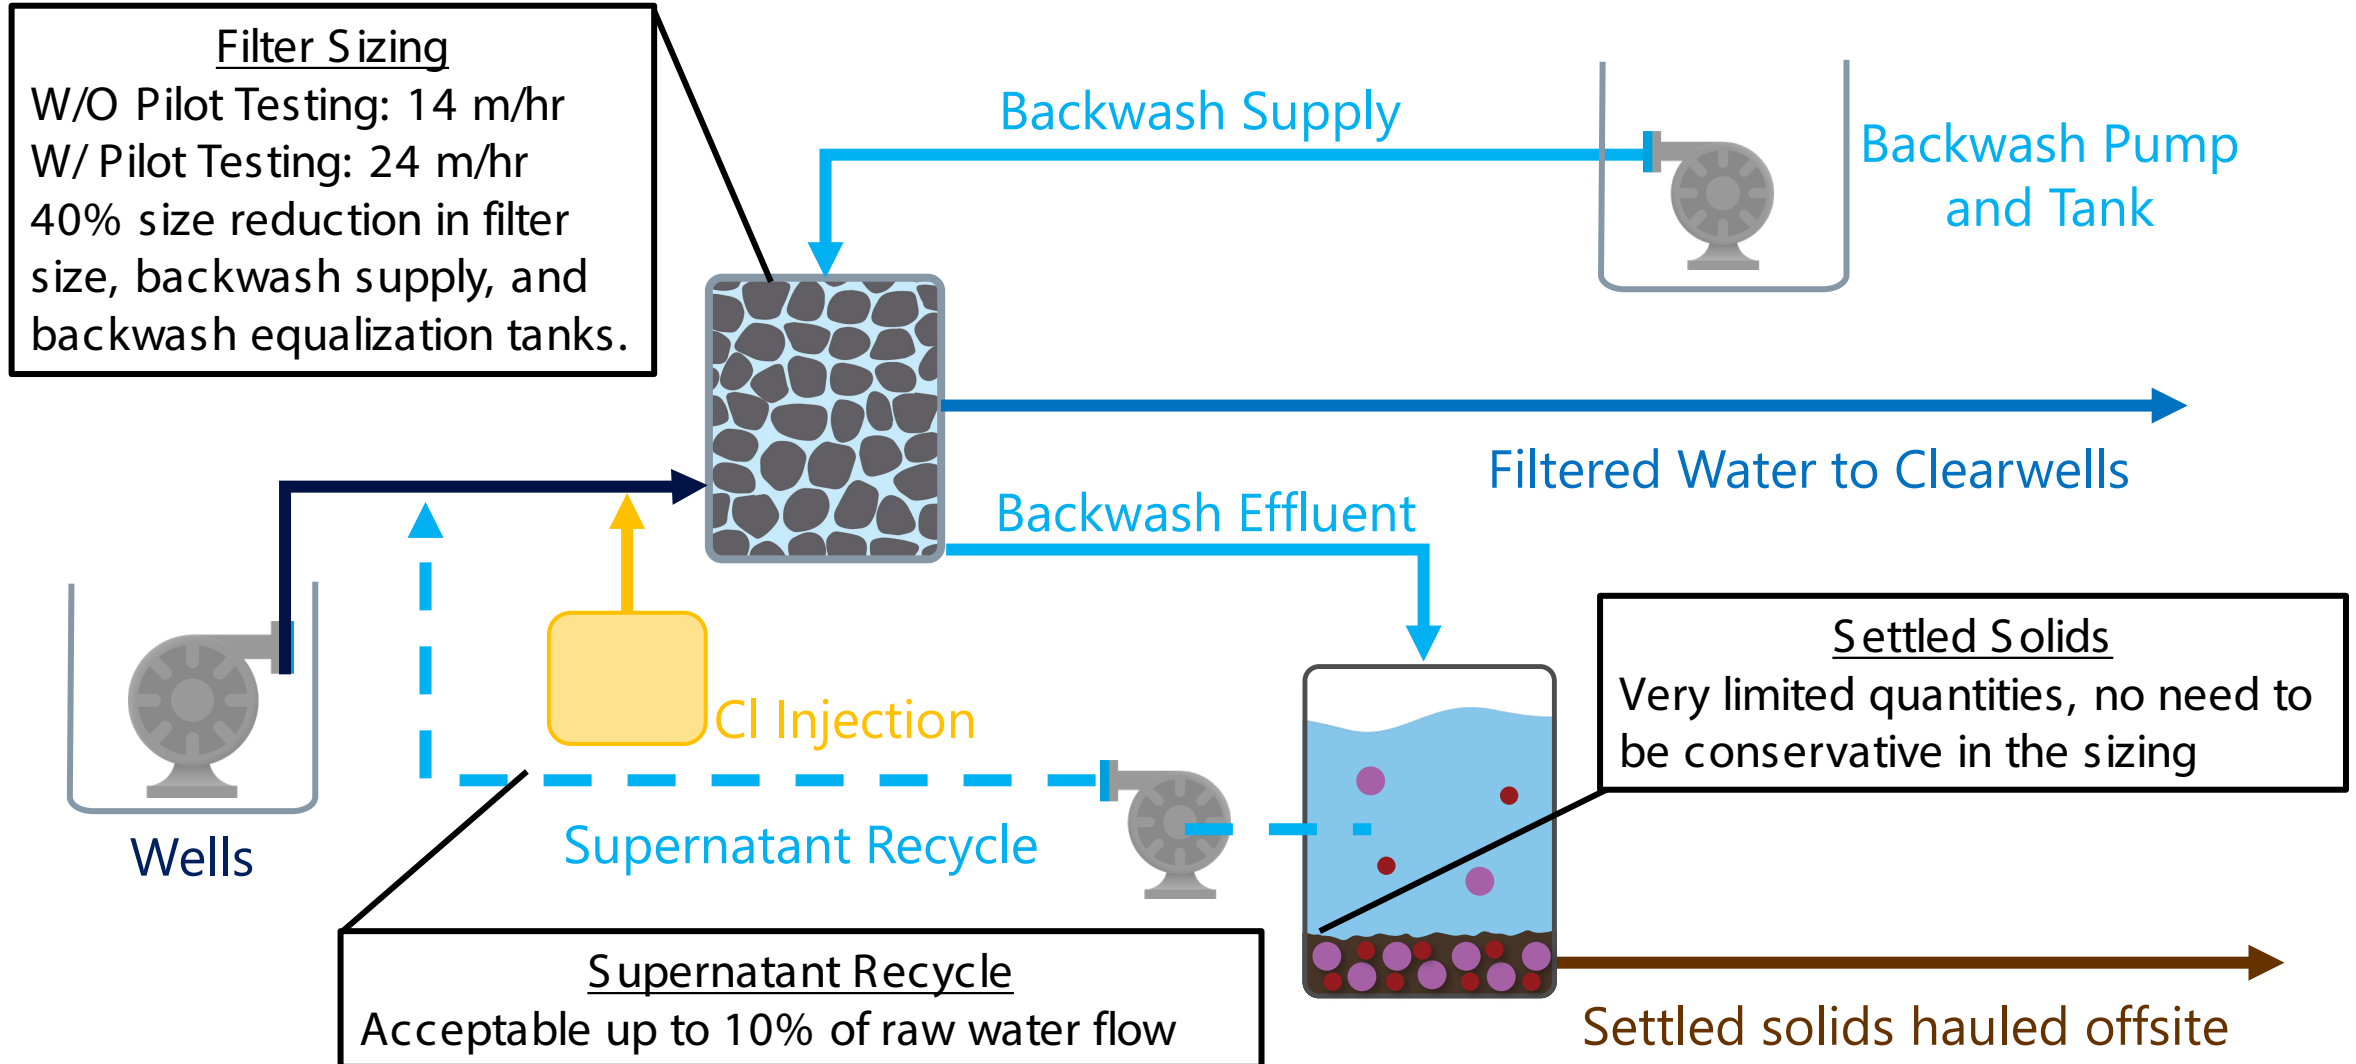 Filter Sizing
W/O Pilot Testing: 14 m/hr
W/ Pilot Testing: 24 m/hr
40% size reduction in filter
size, backwash supply, and
backwash equalization tanks.
Backwash Supply
Backwash Pump
and Tank
Filtered Water to Clearwells
Backwash Effluent
Settled Solids
Very limited quantities, no need to
be conservative in the sizing
Cl Injection
Wells
Supernatant Recycle
Supernatant Recycle
Acceptable up to 10% of raw water flow
Settled solids hauled offsite